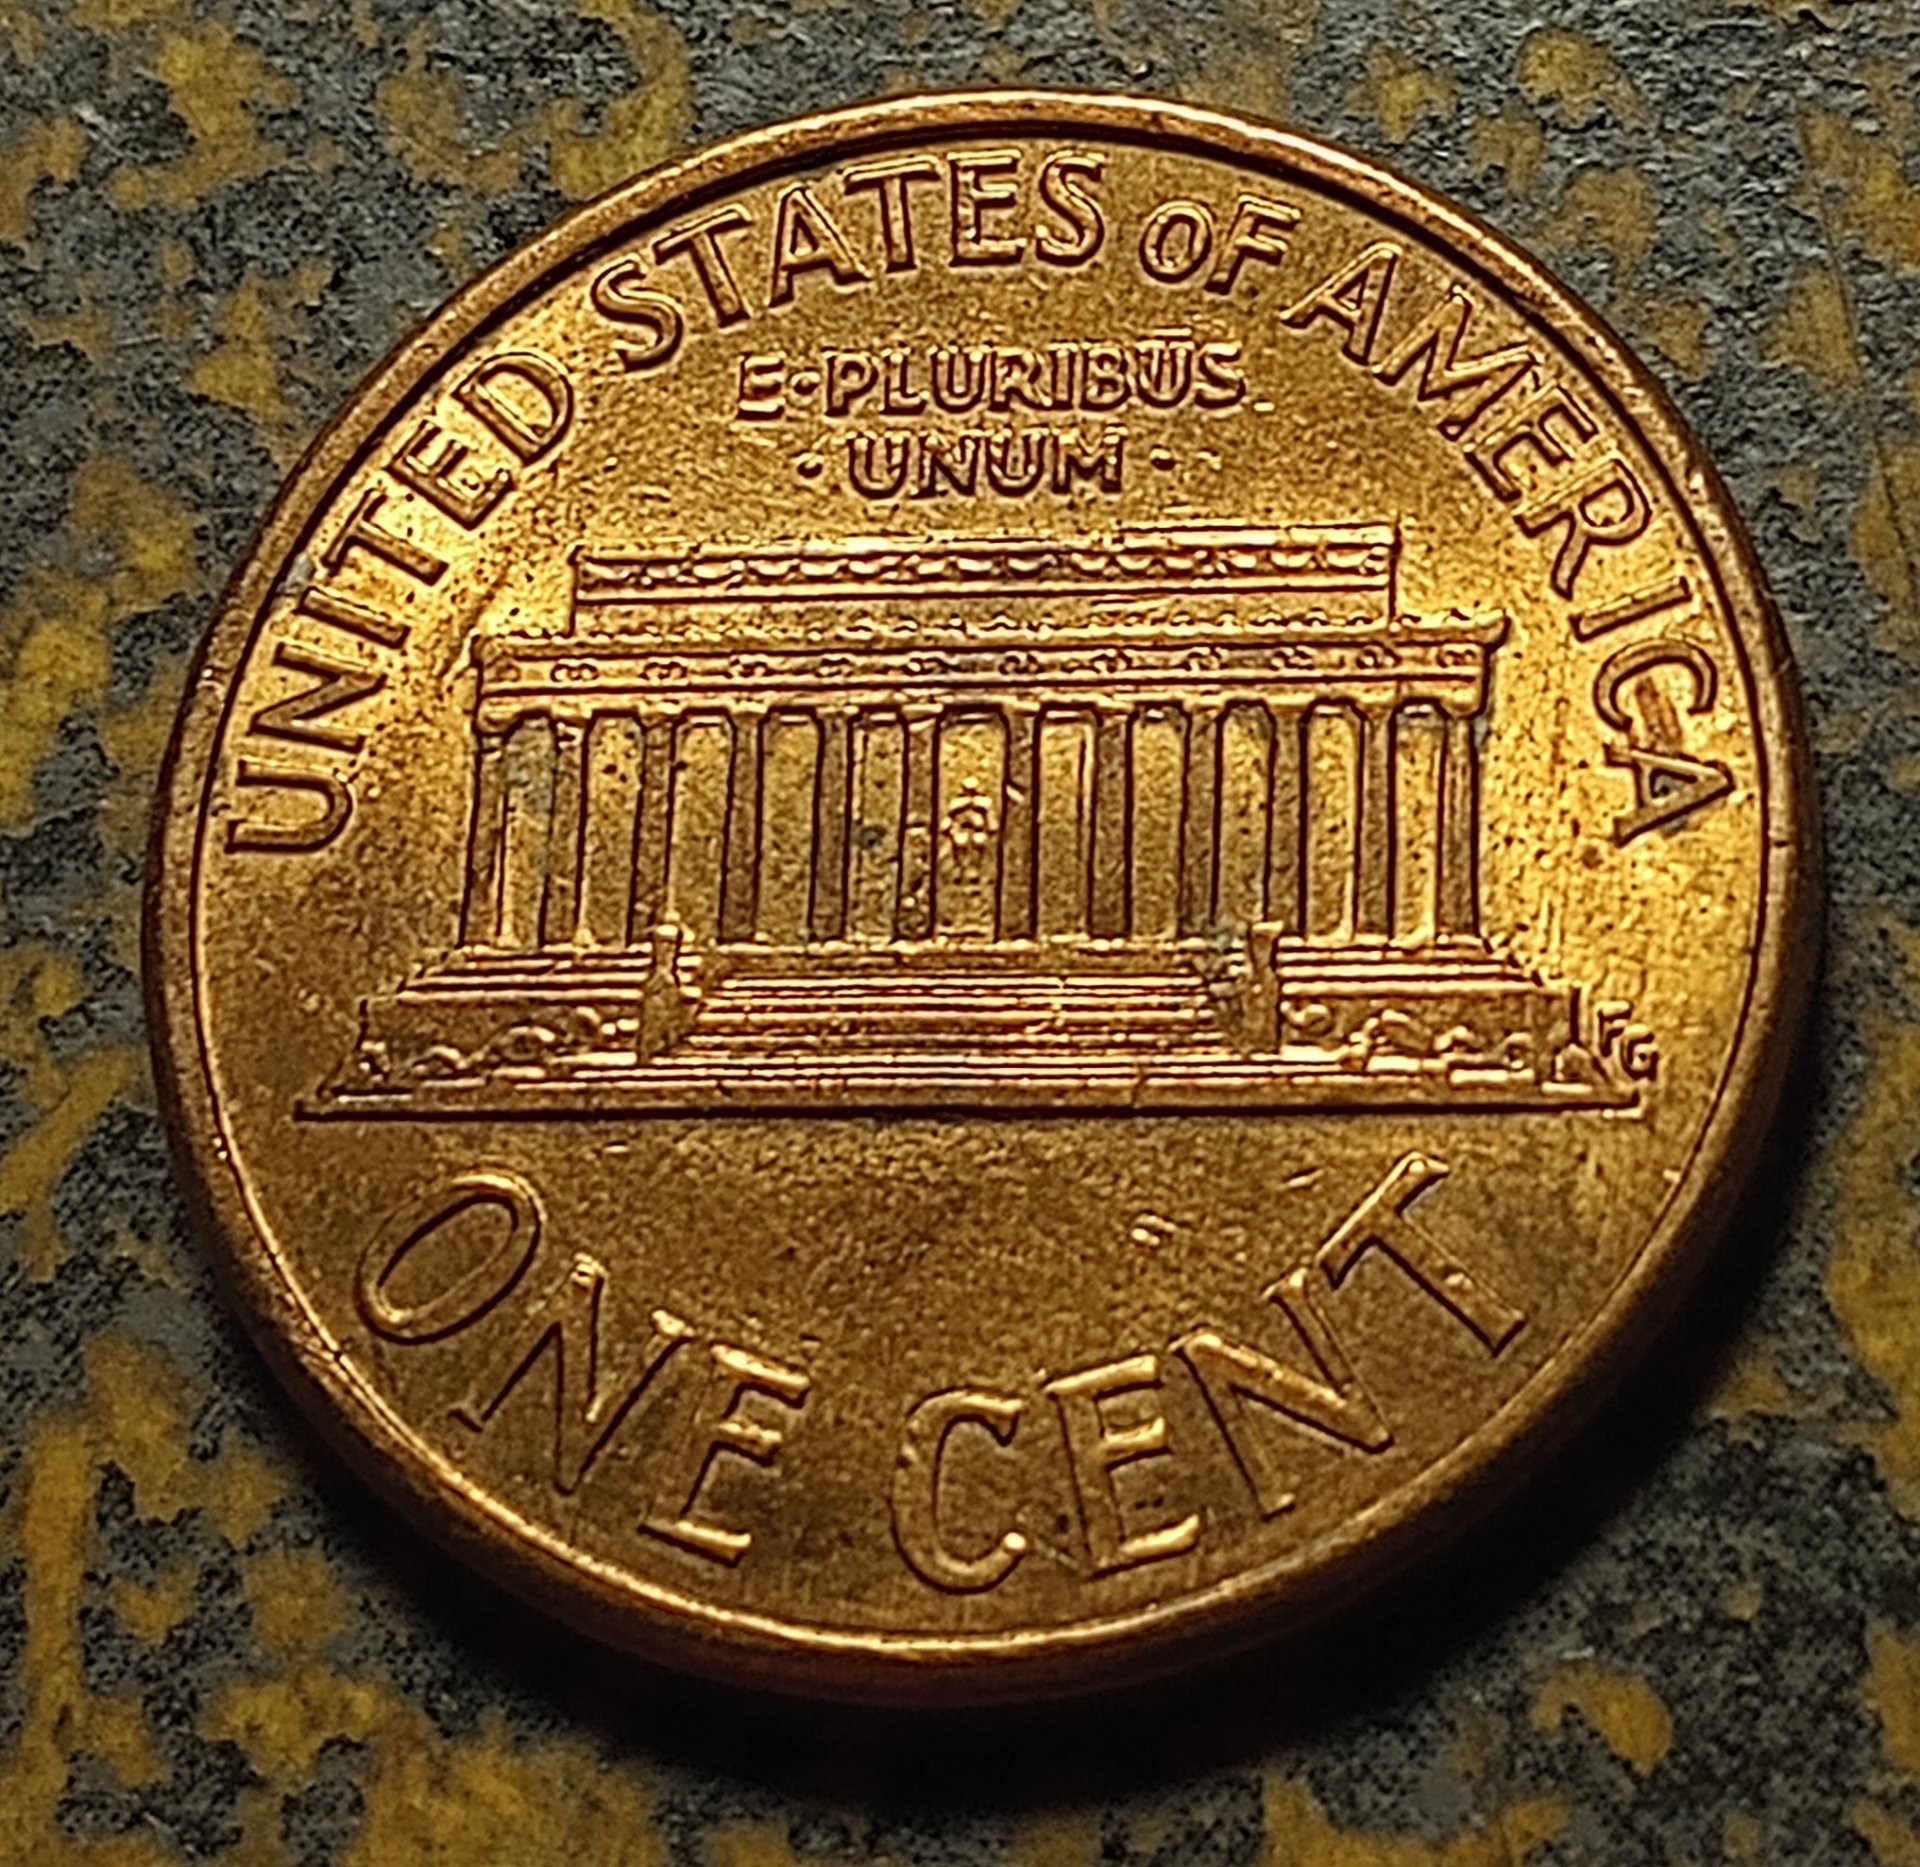 UNITED STATES OF AMERICA
E·PLURIBUS
· UNUM ·
FG
ONE CENT